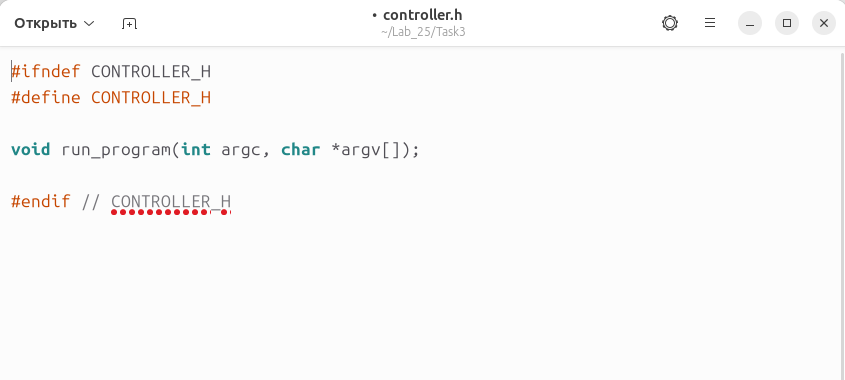 Открыть
• controller.h
~/Lab_25/Task3
#ifndef CONTROLLER_H
#define CONTROLLER_H
void run_program(int argc, char *argv[]);
#endif // CONTROLLER_H